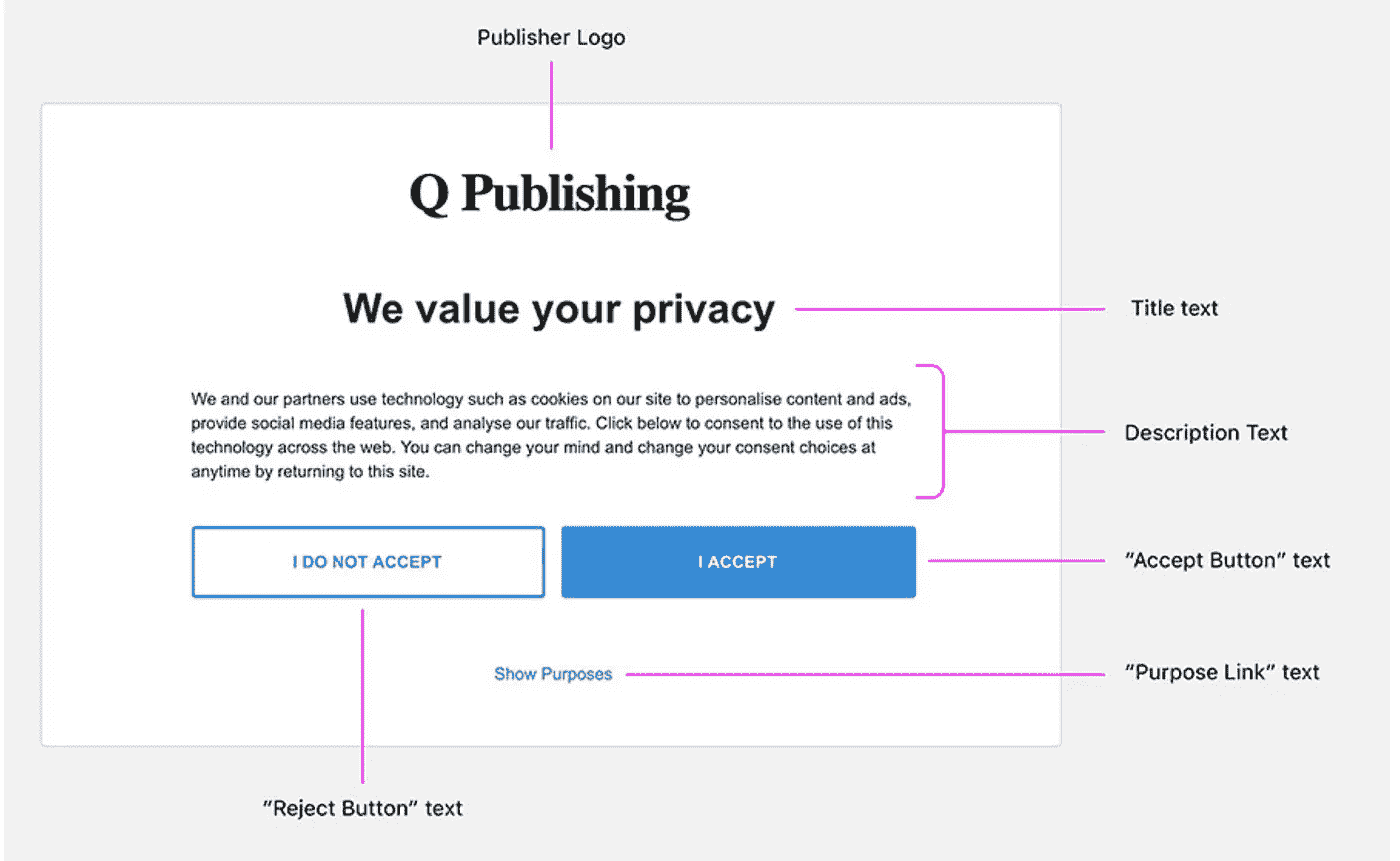 Publisher Logo
Q Publishing
We value your privacy
Title text
We and our partners use technology such as cookies on our site to personalise content and ads,
provide social media features, and analyse our traffic. Click below to consent to the use of this
technology across the web. You can change your mind and change your consent choices at
anytime by returning to this site.
Description Text
I DO NOT ACCEPT
I ACCEPT
“Accept Button” text
Show Purposes
“Purpose Link” text
“Reject Button” text